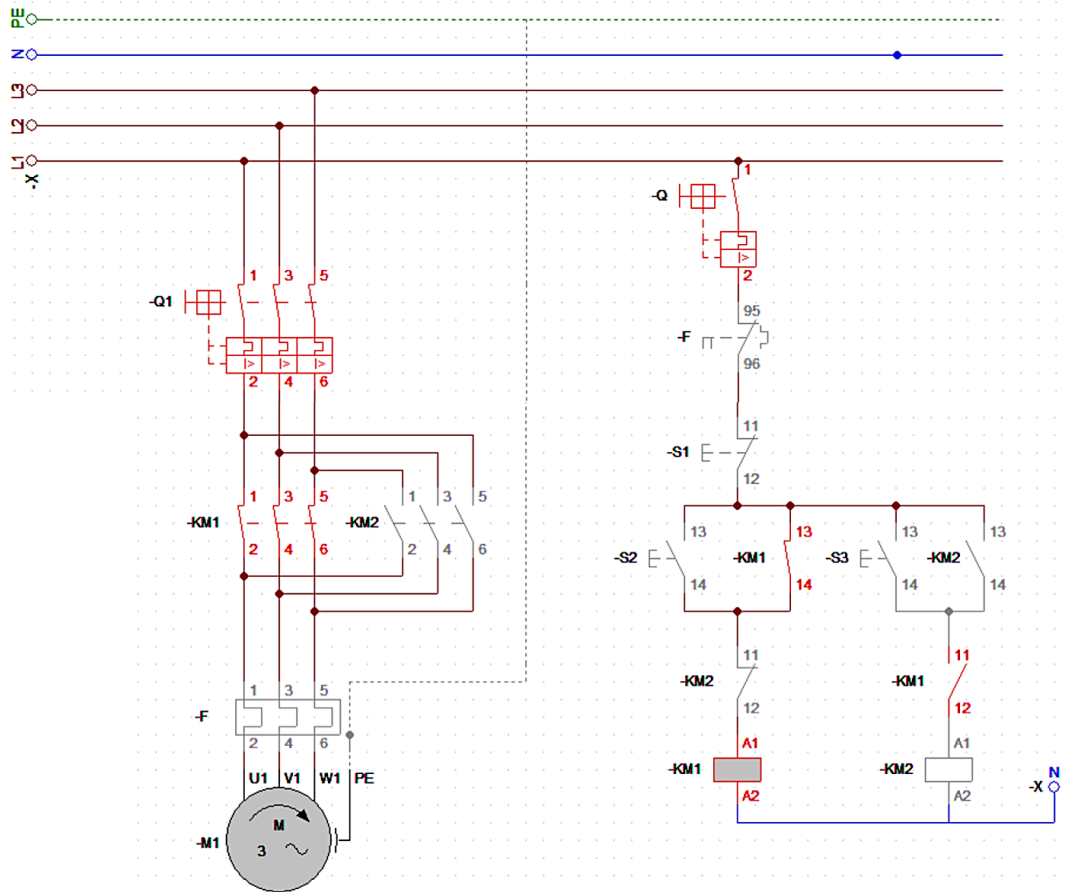 PE
N
L3
L2
L1
-X
1
-Q
2
-Q1
1 3 5
2 4 6
95
-F
96
11
-S1
12
-KM1
1 3 5
2 4 6
-KM2
1 3 5
2 4 6
-S2
13
14
-KM1
13
14
-S3
13
14
-KM2
13
14
-KM2
11
12
-KM1
11
12
-F
1 3 5
2 4 6
-KM1
A1
A2
-KM2
A1
A2
-X
N
U1 V1 W1 PE
-M1
M
3